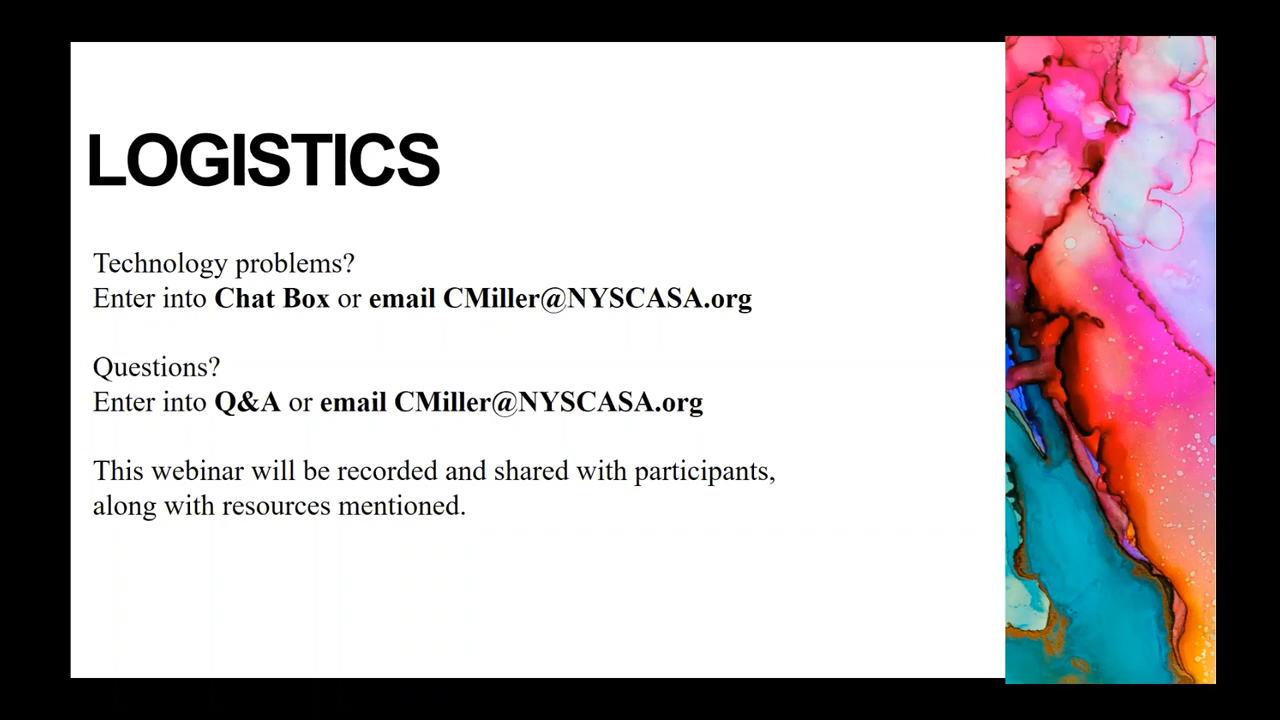 LOGISTICS
Technology problems?
Enter into Chat Box or email CMiller@NYSCASA.org
Questions?
Enter into Q&A or email CMiller@NYSCASA.org
This webinar will be recorded and shared with participants,
along with resources mentioned.